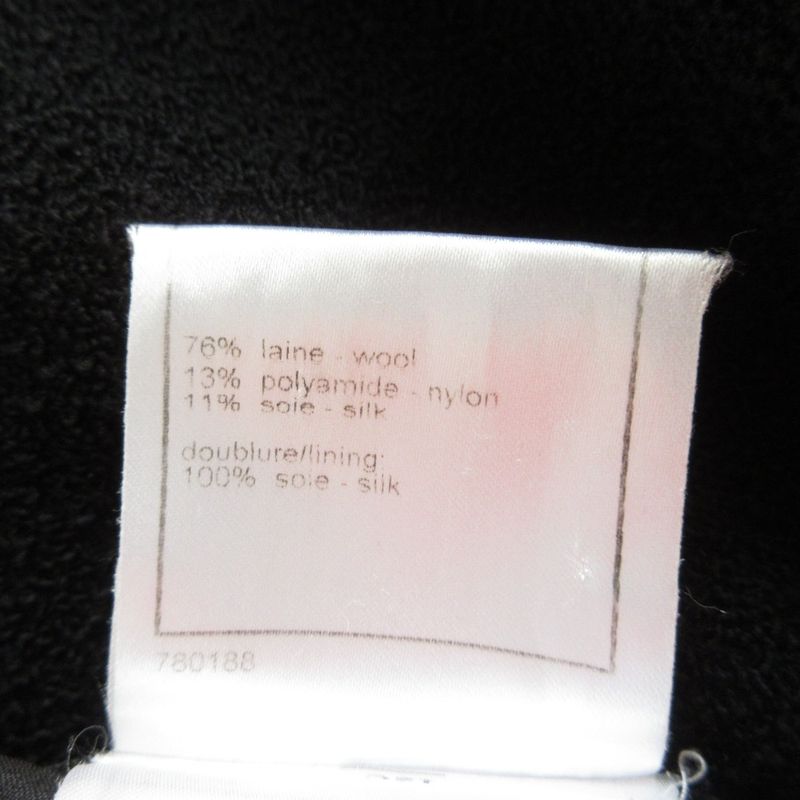 76% laine - wool
13% polyamide - nylon
11% soie - silk
doublure/lining:
100% soie - silk
780188